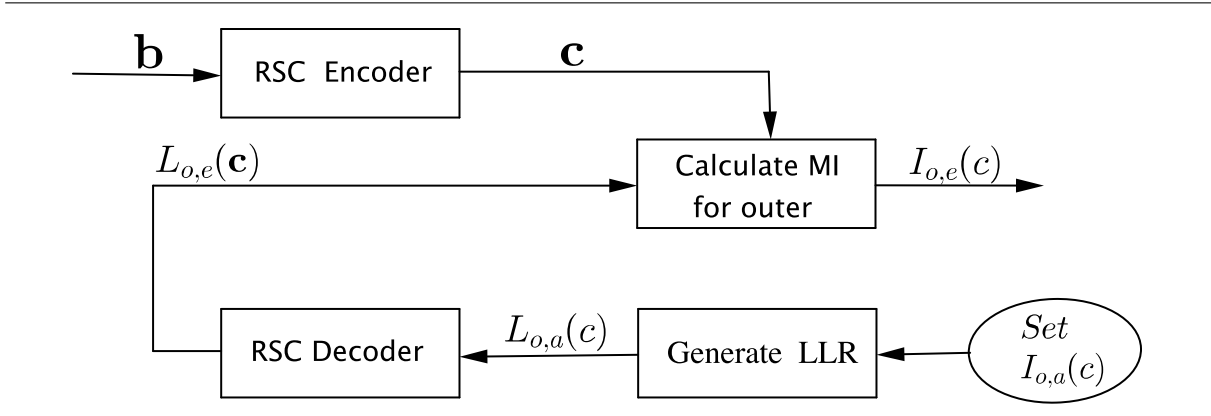 b
RSC Encoder
c
L_{o,e}(c)
Calculate MI
for outer
I_{o,e}(c)
RSC Decoder
L_{o,a}(c)
Generate LLR
Set
I_{o,a}(c)